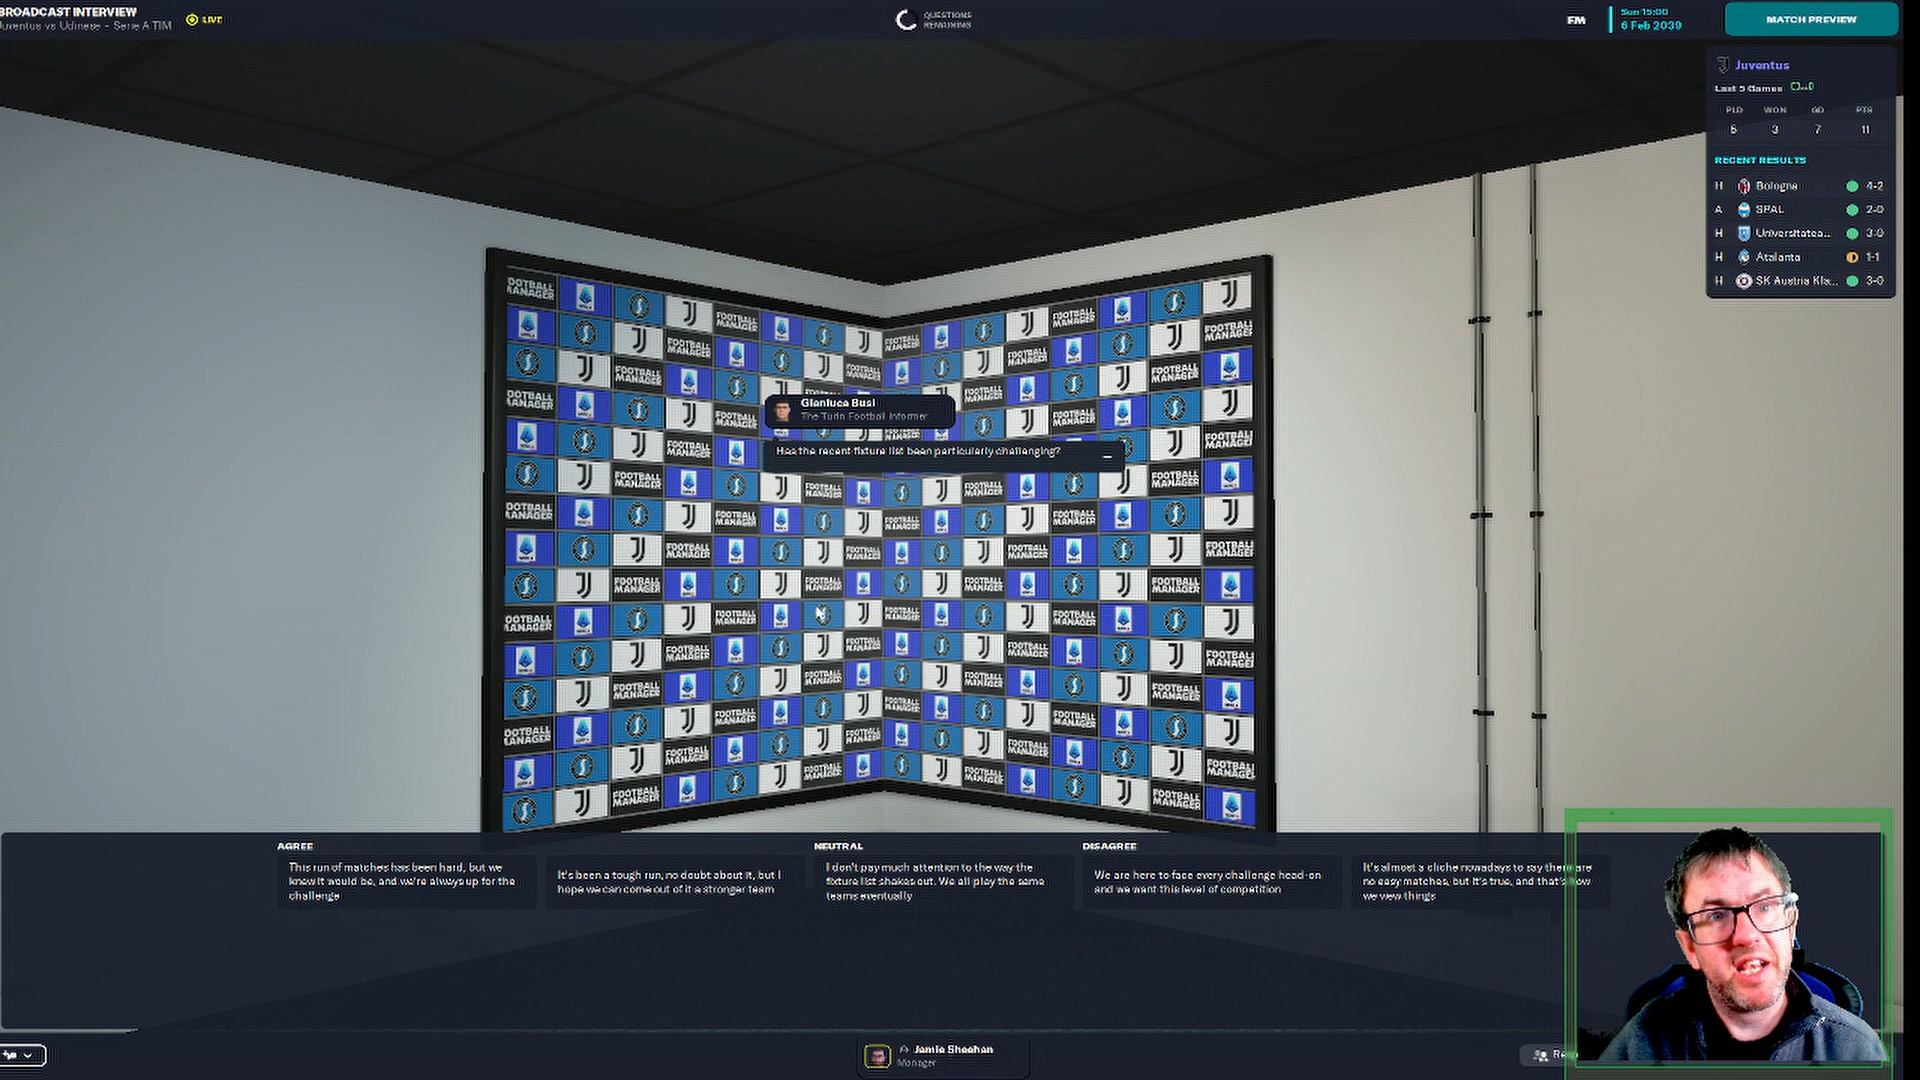 BROADCAST INTERVIEW
Juventus vs Udinese - Serie A TIM
LIVE
QUESTIONS
REMAINING
FM
Sun 15:00
6 Feb 2039
MATCH PREVIEW
Juventus
Last 5 Games
PLD WON GD PTS
5 3 7 11
RECENT RESULTS
H Bologna 4-2
A SPAL 2-0
H Universitatea... 3-0
H Atalanta 1-1
H SK Austria Kla... 3-0
FOOTBALL
MANAGER
Gianluca Busi
The Turin Football Informer
Has the recent fixture list been particularly challenging?
AGREE
This run of matches has been hard, but we
knew it would be, and we're always up for the
challenge
It's been a tough run, no doubt about it, but I
hope we can come out of it a stronger team
NEUTRAL
I don't pay much attention to the way the
fixture list shakes out. We all play the same
teams eventually
DISAGREE
We are here to face every challenge head-on
and we want this level of competition
It's almost a cliche nowadays to say there are
no easy matches, but it's true, and that's how
we view things
Jamie Sheehan
Manager